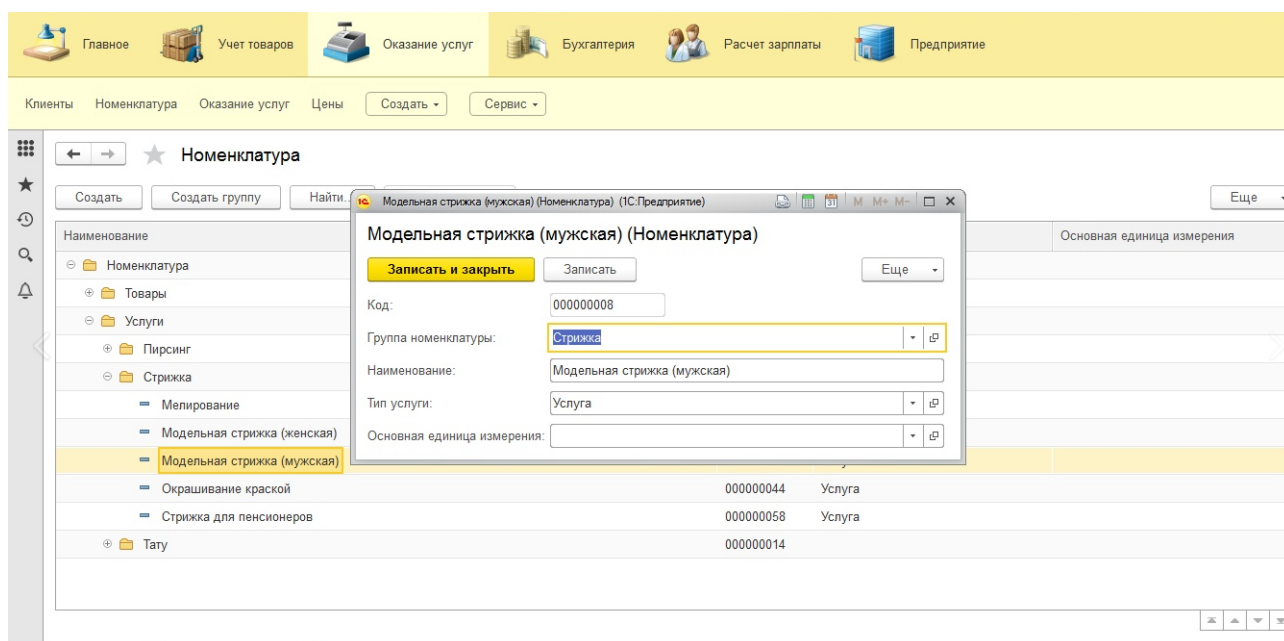 Главное Учет товаров Оказание услуг Бухгалтерия Расчет зарплаты Предприятие
Клиенты Номенклатура Оказание услуг Цены Создать Сервис
Номенклатура
Создать Создать группу Найти... Еще
Модельная стрижка (мужская) (Номенклатура) (1С:Предприятие) M M+ M-
Наименование Основная единица измерения
Модельная стрижка (мужская) (Номенклатура)
Записать и закрыть Записать Еще
Номенклатура
Товары
Услуги
Пирсинг
Стрижка
Мелирование
Модельная стрижка (женская)
Модельная стрижка (мужская)
Код: 000000008
Группа номенклатуры: Стрижка
Наименование: Модельная стрижка (мужская)
Тип услуги: Услуга
Основная единица измерения:
Окрашивание краской 000000044 Услуга
Стрижка для пенсионеров 000000058 Услуга
Тату 000000014